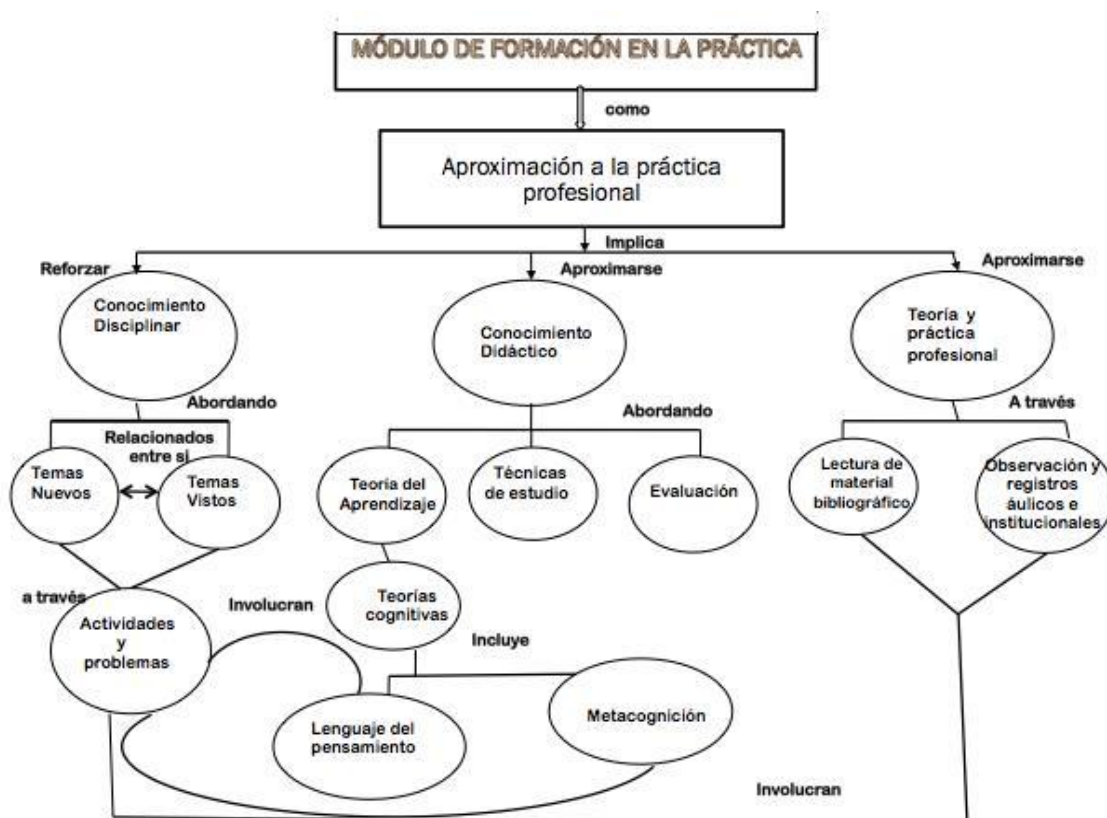 MÓDULO DE FORMACIÓN EN LA PRÁCTICA
como
Aproximación a la práctica
profesional
Implica
Reforzar
Aproximarse
Aproximarse
Conocimiento
Disciplinar
Conocimiento
Didáctico
Teoría y
práctica
profesional
Abordando
Abordando
A través
Relacionados
entre si
Temas
Nuevos
Temas
Vistos
Teoría del
Aprendizaje
Técnicas
de estudio
Evaluación
Lectura de
material
bibliográfico
Observación y
registros
áulicos e
institucionales
a través
Actividades
y
problemas
Involucran
Teorías
cognitivas
Incluye
Lenguaje del
pensamiento
Metacognición
Involucran